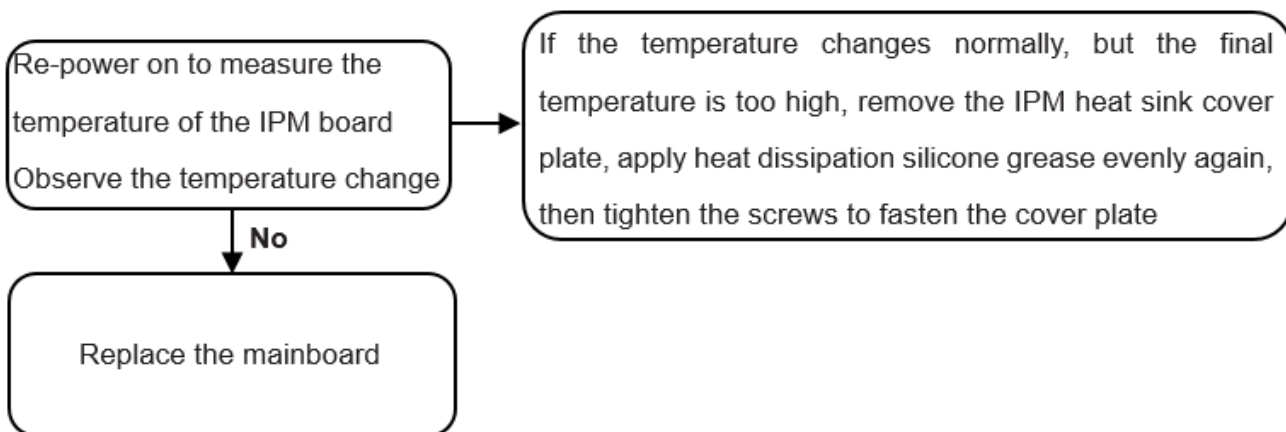 Re-power on to measure the
temperature of the IPM board
Observe the temperature change
If the temperature changes normally, but the final
temperature is too high, remove the IPM heat sink cover
plate, apply heat dissipation silicone grease evenly again,
then tighten the screws to fasten the cover plate
No
Replace the mainboard